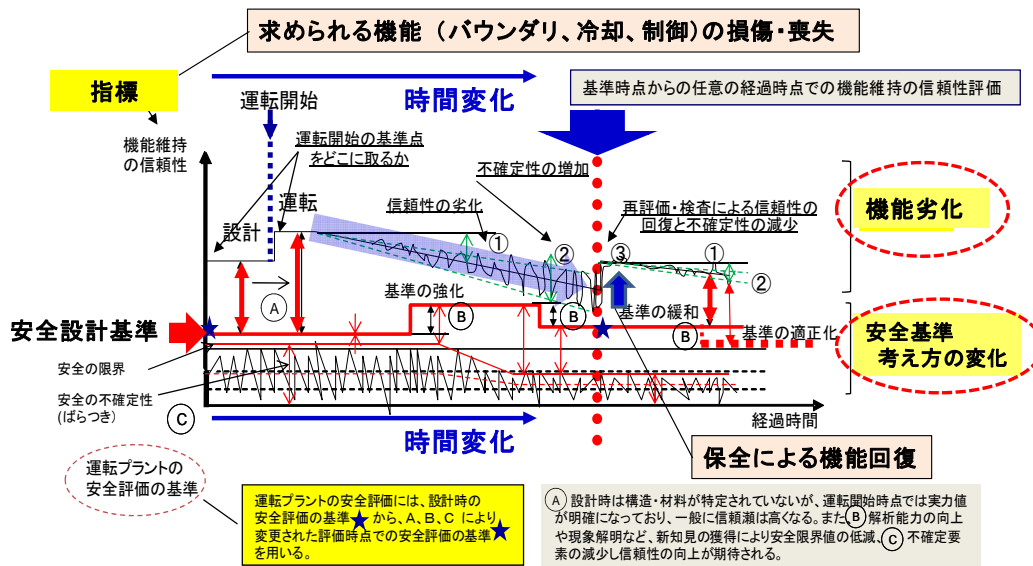 求められる機能（バウンダリ、冷却、制御）の損傷・喪失
指標
時間変化
基準時点からの任意の経過時点での機能維持の信頼性評価
運転開始
機能維持
の信頼性
運転開始の基準点
をどこに取るか
不確定性の増加
運転
信頼性の劣化
再評価・検査による信頼性の
回復と不確定性の減少
機能劣化
設計
①
②
③
①
②
A
基準の強化
B
B
基準の緩和
B
基準の適正化
安全設計基準
安全基準
考え方の変化
安全の限界
安全の不確定性
(ばらつき)
C
経過時間
時間変化
保全による機能回復
運転プラントの
安全評価の基準
運転プラントの安全評価には、設計時の
安全評価の基準★から、A、B、C により
変更された評価時点での安全評価の基準★
を用いる。
A 設計時は構造・材料が特定されていないが、運転開始時点では実力値
が明確になっており、一般に信頼瀬は高くなる。また、B 解析能力の向上
や現象解明など、新知見の獲得により安全限界値の低減、C 不確定要
素の減少し信頼性の向上が期待される。